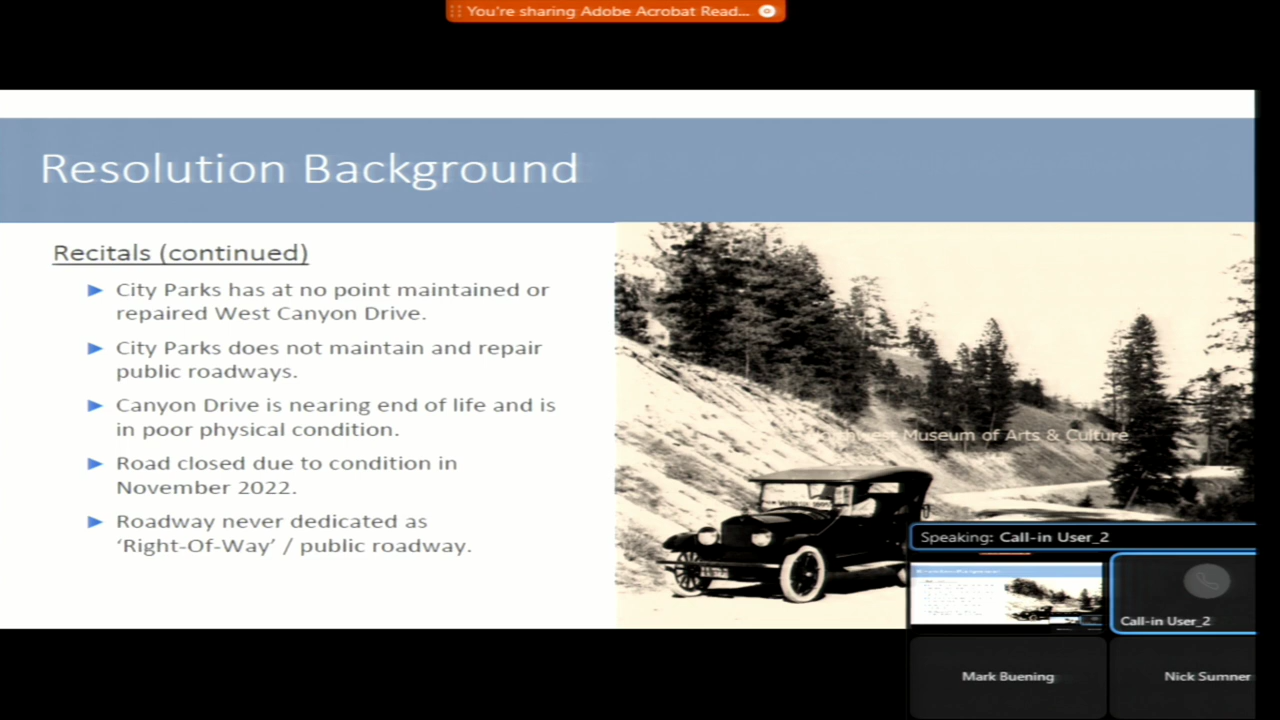 You're sharing Adobe Acrobat Read...
Resolution Background
Recitals (continued)
City Parks has at no point maintained or
repaired West Canyon Drive.
City Parks does not maintain and repair
public roadways.
Canyon Drive is nearing end of life and is
in poor physical condition.
Road closed due to condition in
November 2022.
Roadway never dedicated as
‘Right-Of-Way’ / public roadway.
Northwest Museum of Arts & Culture
Speaking: Call-in User_2
Call-in User_2
Mark Buening
Nick Sumner